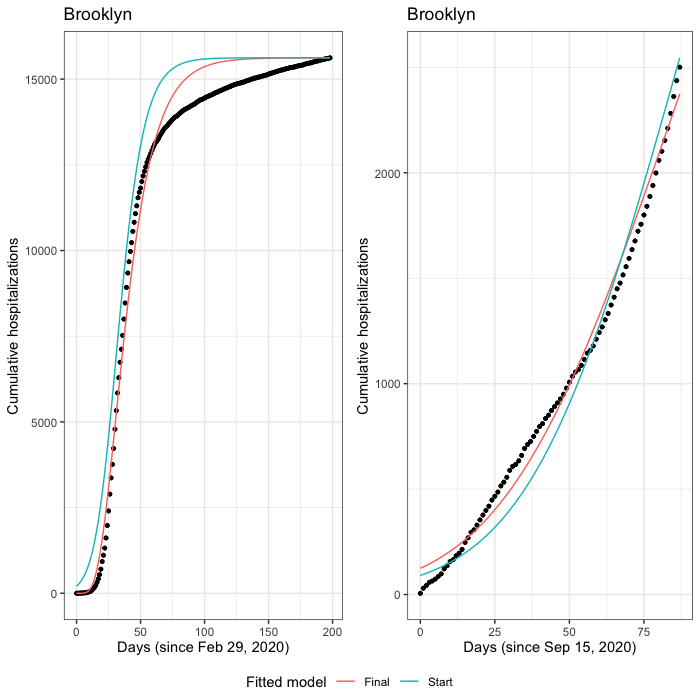 Brooklyn
Cumulative hospitalizations
15000
10000
5000
0
0 50 100 150 200
Days (since Feb 29, 2020)
Brooklyn
Cumulative hospitalizations
2000
1000
0
0 25 50 75
Days (since Sep 15, 2020)
Fitted model Final Start